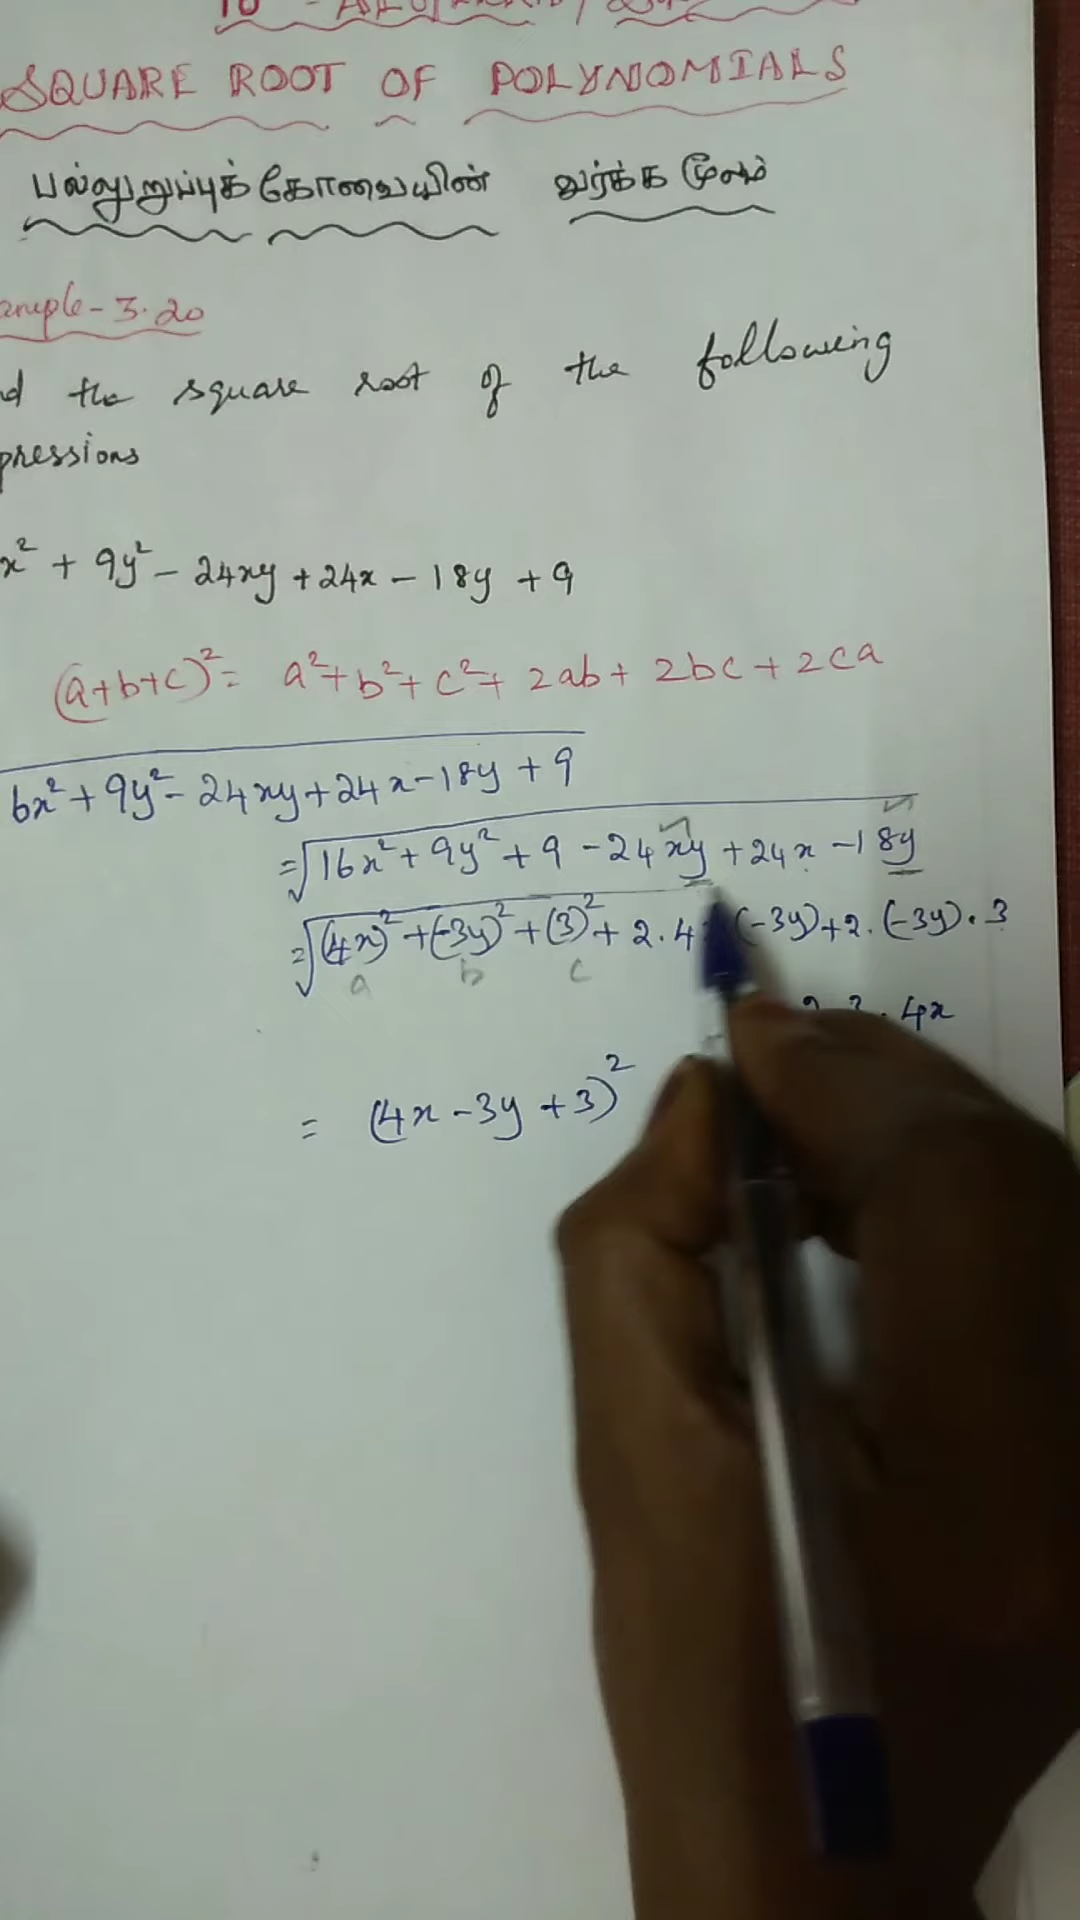 SQUARE ROOT OF POLYNOMIALS
பல்லுறுப்புக்கோவையின் வர்க்க மூலம்
ample-3.20
d the square root of the following
pressions
x² + 9y² - 24xy + 24x - 18y + 9
(a+b+c)² = a²+b²+c²+ 2ab + 2bc + 2ca
6x² + 9y² - 24xy + 24x - 18y + 9
= √16x² + 9y² + 9 - 24xy + 24x - 18y
= √(4x)² + (-3y)² + (3)² + 2.4 (-3y) + 2.(-3y).3
a b c
4x
= (4x - 3y + 3)²